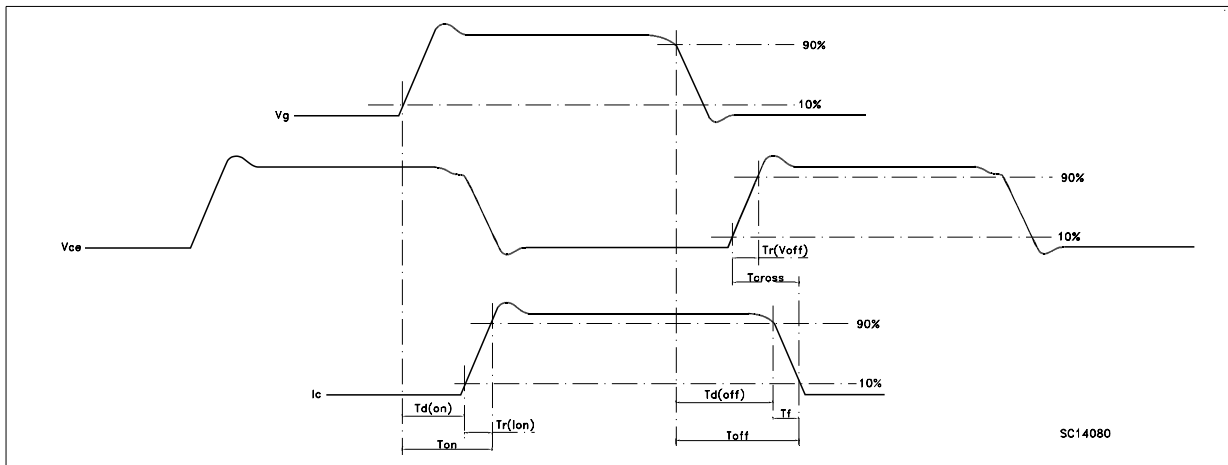 90%
10%
Vg
90%
Vce
10%
Tr(Voff)
Tcross
90%
10%
Ic
Td(on)
Td(off)
Tf
Tr(Ion)
Ton
Toff
SC14080